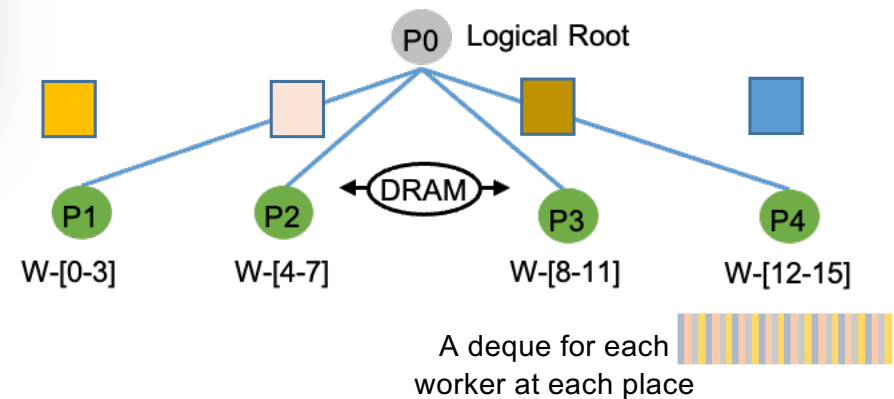 P0 Logical Root
DRAM
P1 P2 P3 P4
W-[0-3] W-[4-7] W-[8-11] W-[12-15]
A deque for each
worker at each place